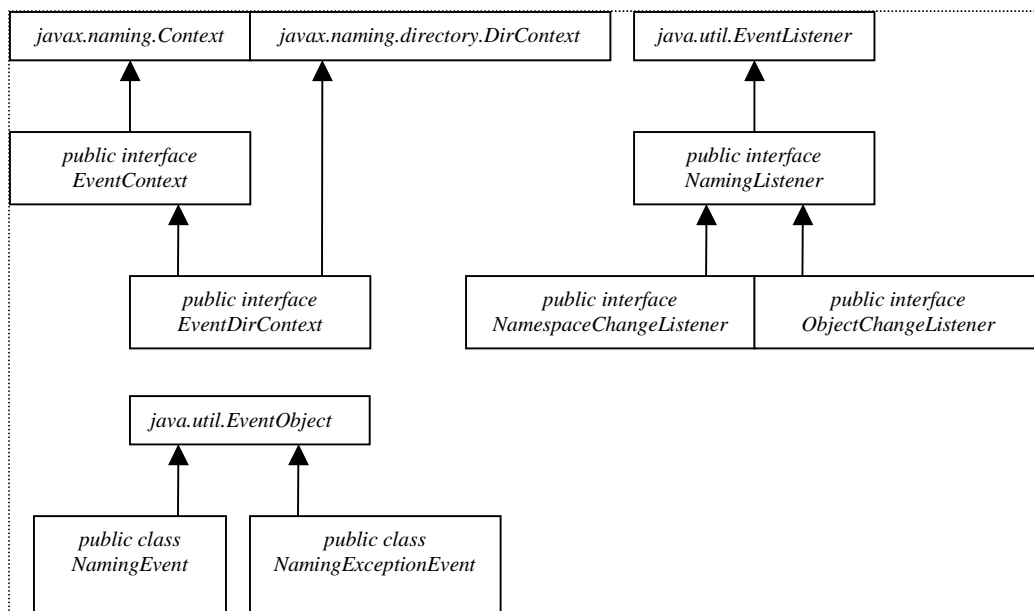 javax.naming.Context
javax.naming.directory.DirContext
java.util.EventListener
public interface
EventContext
public interface
NamingListener
public interface
EventDirContext
public interface
NamespaceChangeListener
public interface
ObjectChangeListener
java.util.EventObject
public class
NamingEvent
public class
NamingExceptionEvent